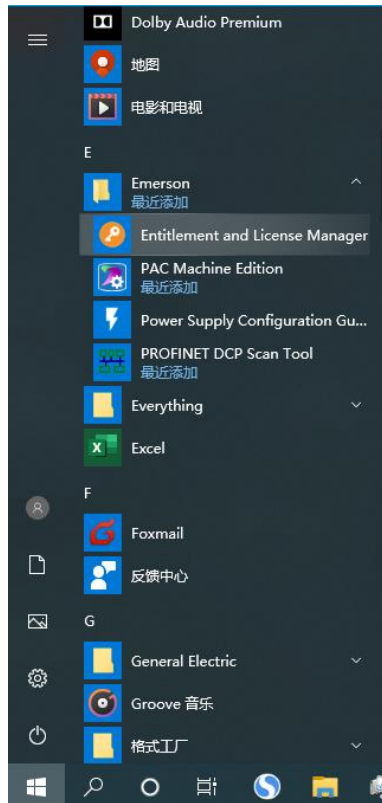 Dolby Audio Premium
地图
电影和电视
E
Emerson
最近添加
Entitlement and License Manager
PAC Machine Edition
最近添加
Power Supply Configuration Gu...
PROFINET DCP Scan Tool
最近添加
Everything
Excel
F
Foxmail
反馈中心
G
General Electric
Groove 音乐
格式工厂